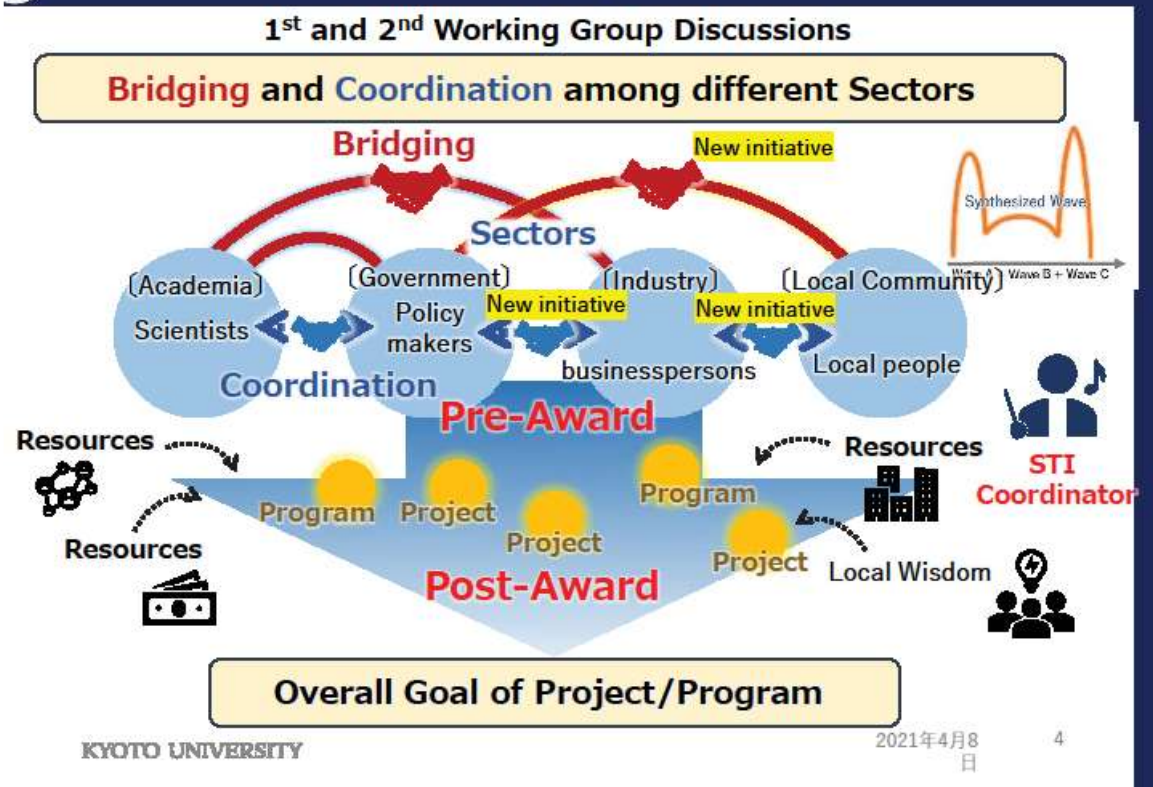 1st and 2nd Working Group Discussions
Bridging and Coordination among different Sectors
Bridging
New initiative
Synthesized Wave
Sectors
Wave A + Wave B + Wave C
〔Academia〕
〔Government〕
〔Industry〕
〔Local Community〕
New initiative
New initiative
Scientists
Policy
makers
businesspersons
Local people
Coordination
Pre-Award
Resources
Resources
STI
Coordinator
Program
Project
Program
Project
Project
Resources
Local Wisdom
Post-Award
Overall Goal of Project/Program
KYOTO UNIVERSITY
2021年4月8
日
4